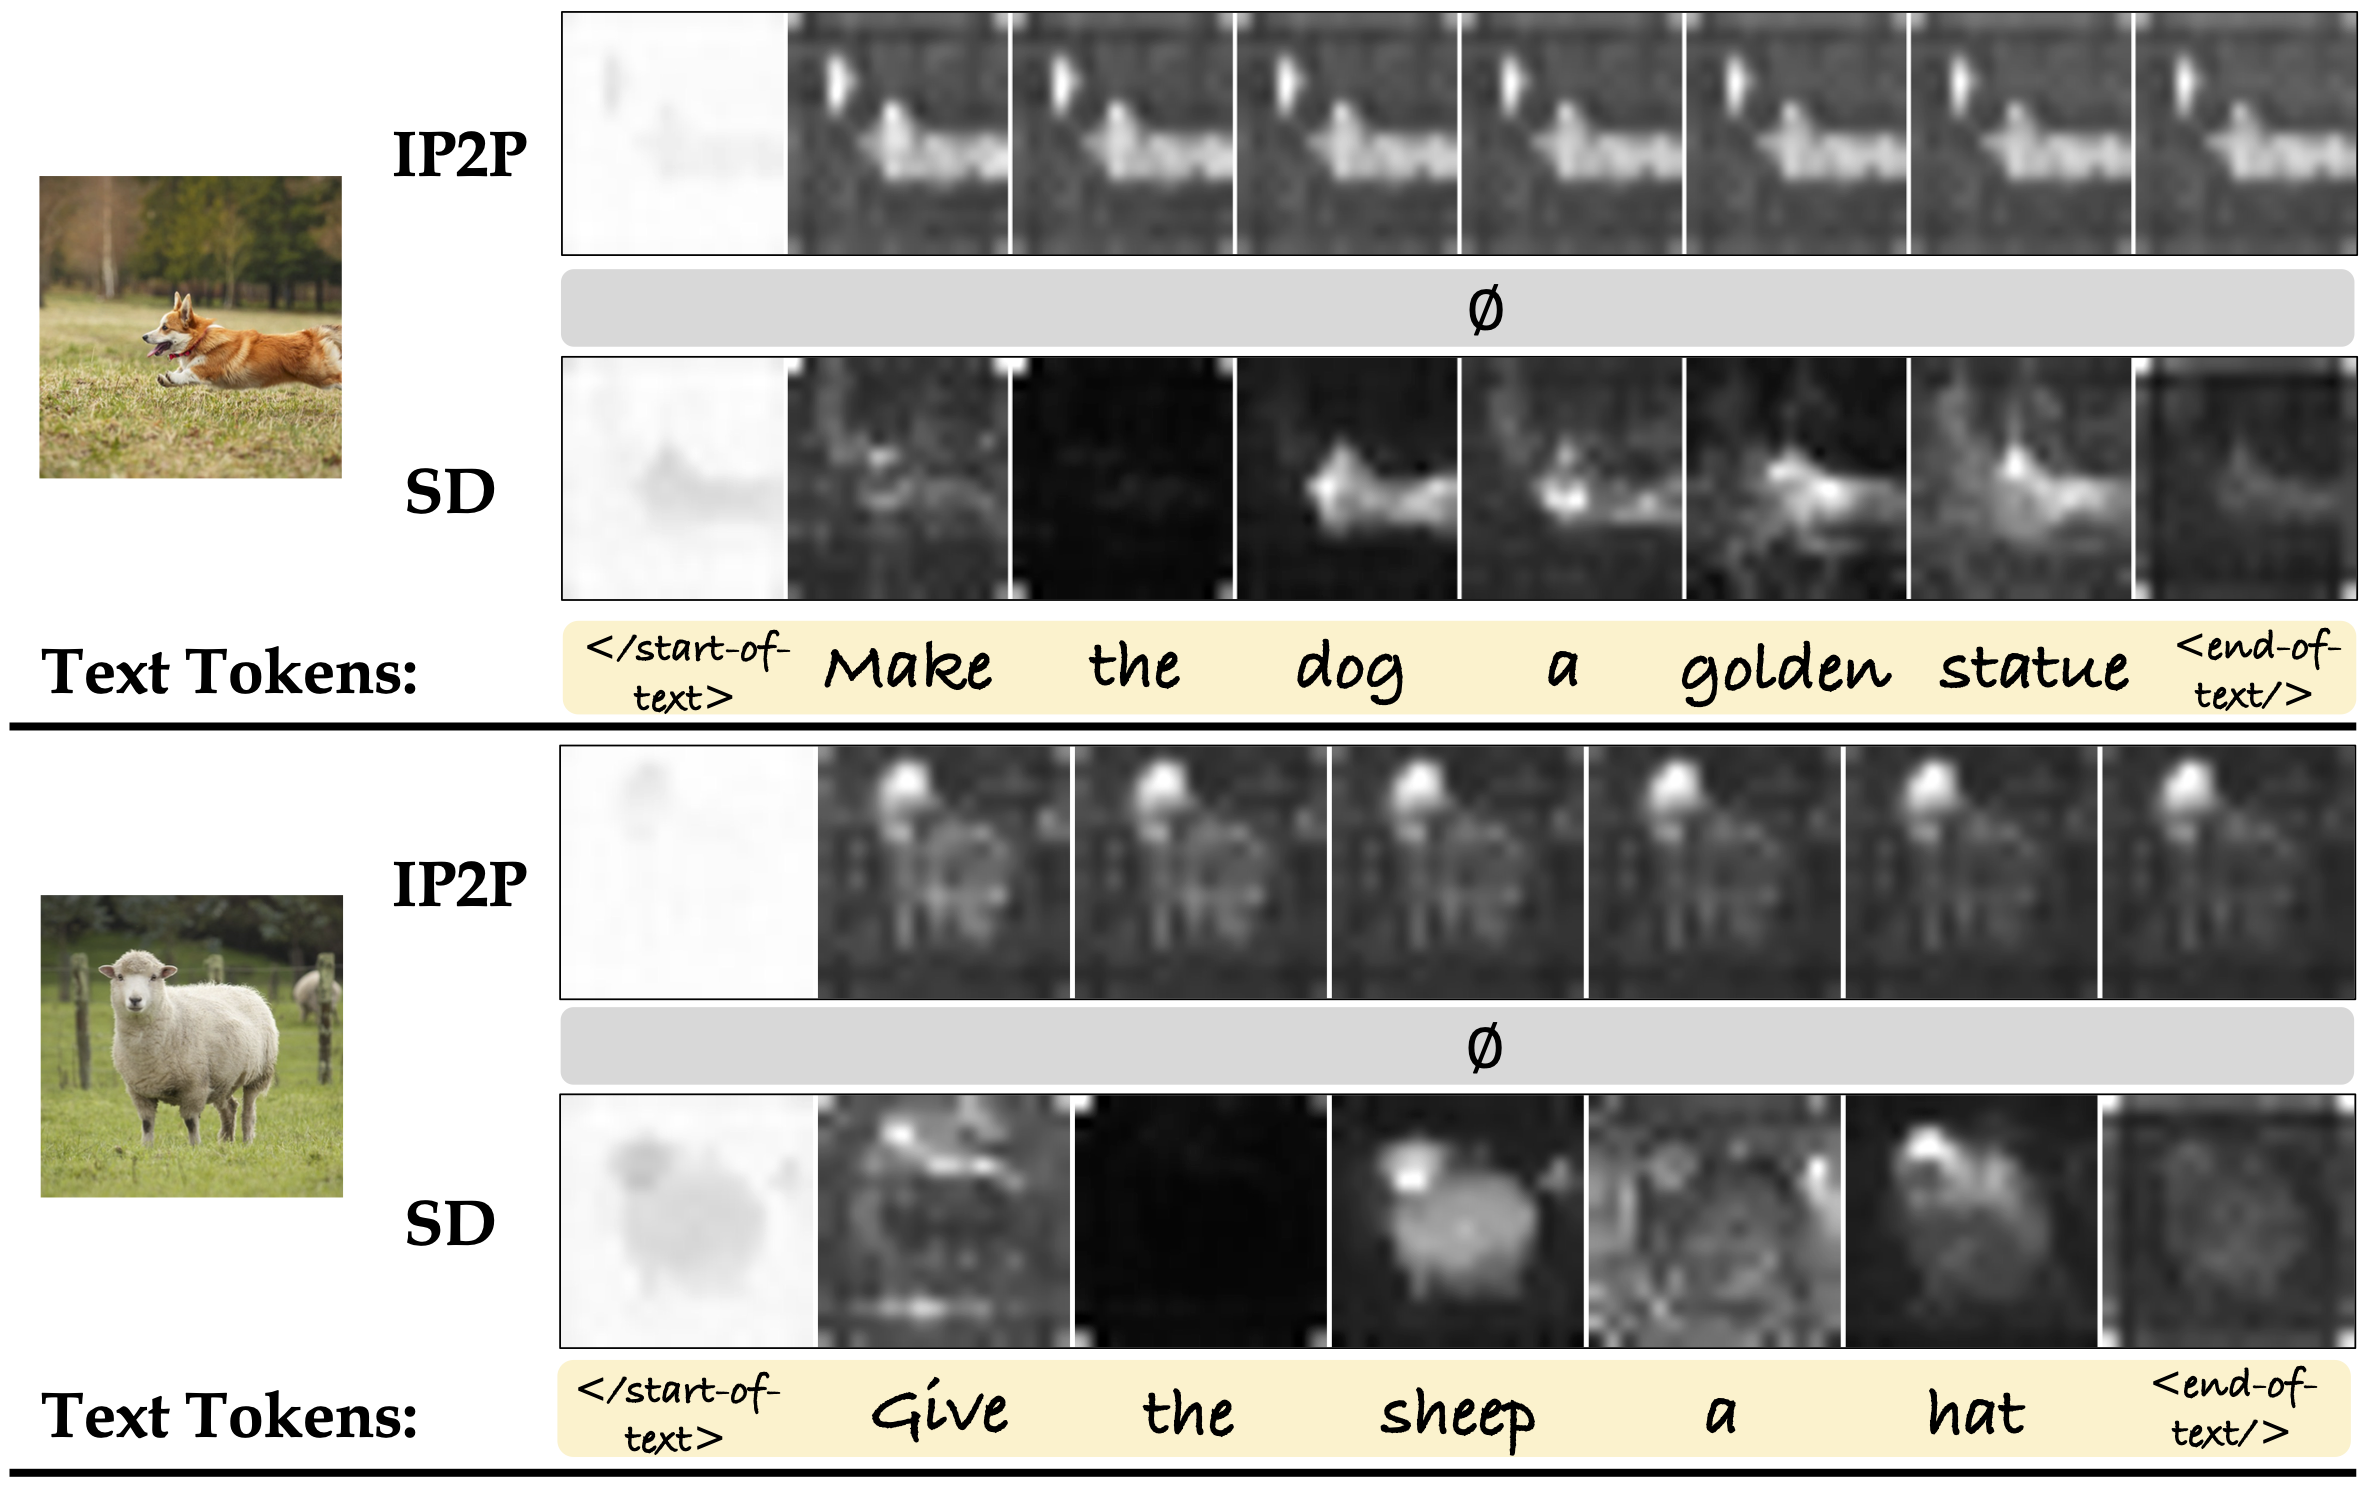 IP2P
Ø
SD
Text Tokens: </start-of-text> Make the dog a golden statue <end-of-text/>
IP2P
Ø
SD
Text Tokens: </start-of-text> Give the sheep a hat <end-of-text/>